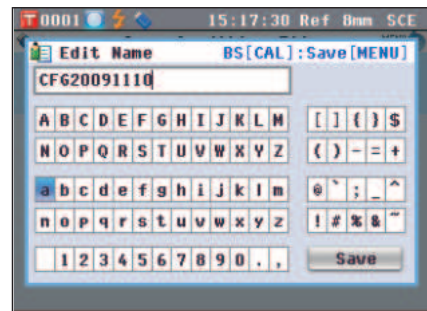 T0001 15:17:30 Ref 8mm SCE
Edit Name BS[CAL]:Save[MENU]
CFG20091110
A B C D E F G H I J K L M [ ] { } $
N O P Q R S T U V W X Y Z ( ) - = +
a b c d e f g h i j k l m @ ` ; _ ^
n o p q r s t u v w x y z ! # % & ~
1 2 3 4 5 6 7 8 9 0 . , Save